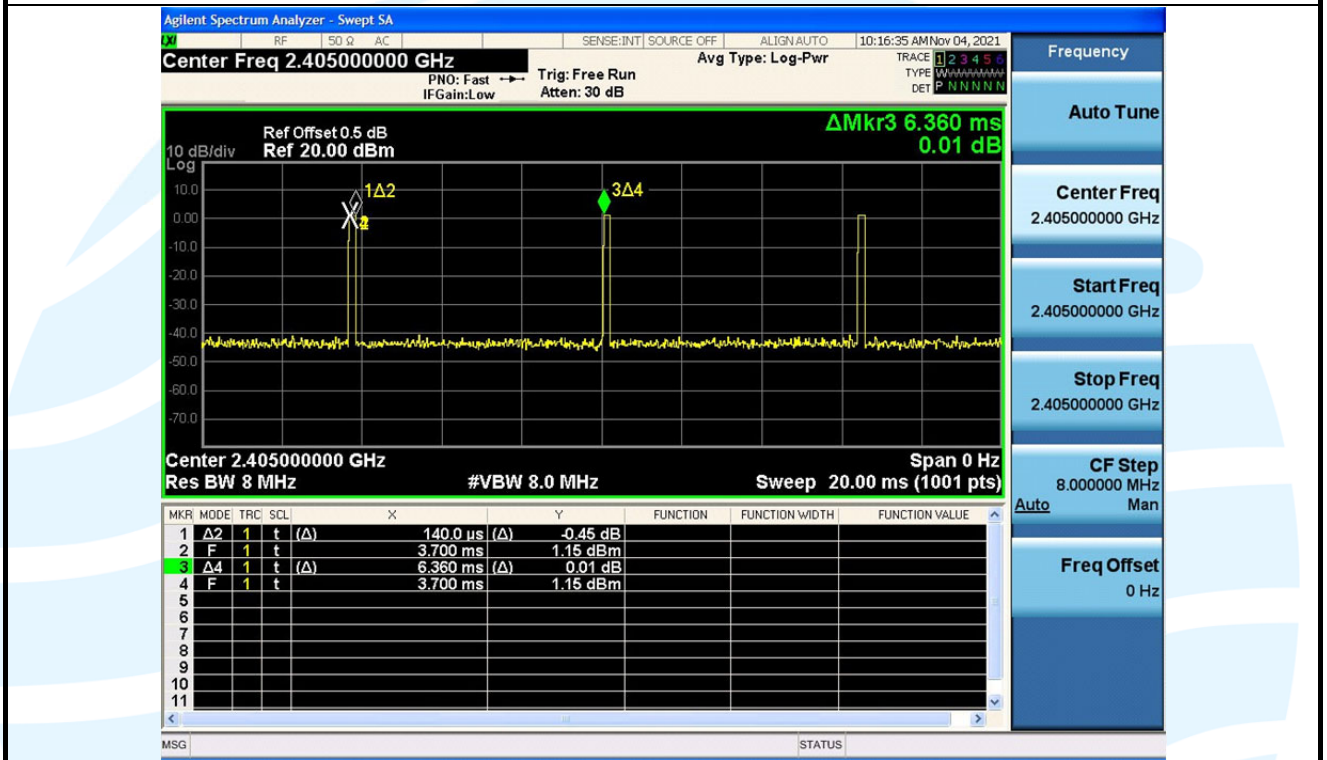 Agilent Spectrum Analyzer - Swept SA
LXI RF 50 Ω AC SENSE:INT SOURCE OFF ALIGN AUTO 10:16:35 AM Nov 04, 2021
Center Freq 2.405000000 GHz
PNO: Fast
IFGain:Low
Trig: Free Run
Atten: 30 dB
Avg Type: Log-Pwr
TRACE 1 2 3 4 5 6
TYPE WWWWWW
DET P N N N N N
Ref Offset 0.5 dB
10 dB/div Ref 20.00 dBm
Log
ΔMkr3 6.360 ms
0.01 dB
10.0
0.00
-10.0
-20.0
-30.0
-40.0
-50.0
-60.0
-70.0
1Δ2
3Δ4
Center 2.405000000 GHz Span 0 Hz
Res BW 8 MHz #VBW 8.0 MHz Sweep 20.00 ms (1001 pts)
MKR MODE TRC SCL X Y FUNCTION FUNCTION WIDTH FUNCTION VALUE
1 Δ2 1 t (Δ) 140.0 µs (Δ) -0.45 dB
2 F 1 t 3.700 ms 1.15 dBm
3 Δ4 1 t (Δ) 6.360 ms (Δ) 0.01 dB
4 F 1 t 3.700 ms 1.15 dBm
5
6
7
8
9
10
11
MSG STATUS
Frequency
Auto Tune
Center Freq
2.405000000 GHz
Start Freq
2.405000000 GHz
Stop Freq
2.405000000 GHz
CF Step
8.000000 MHz
Auto Man
Freq Offset
0 Hz